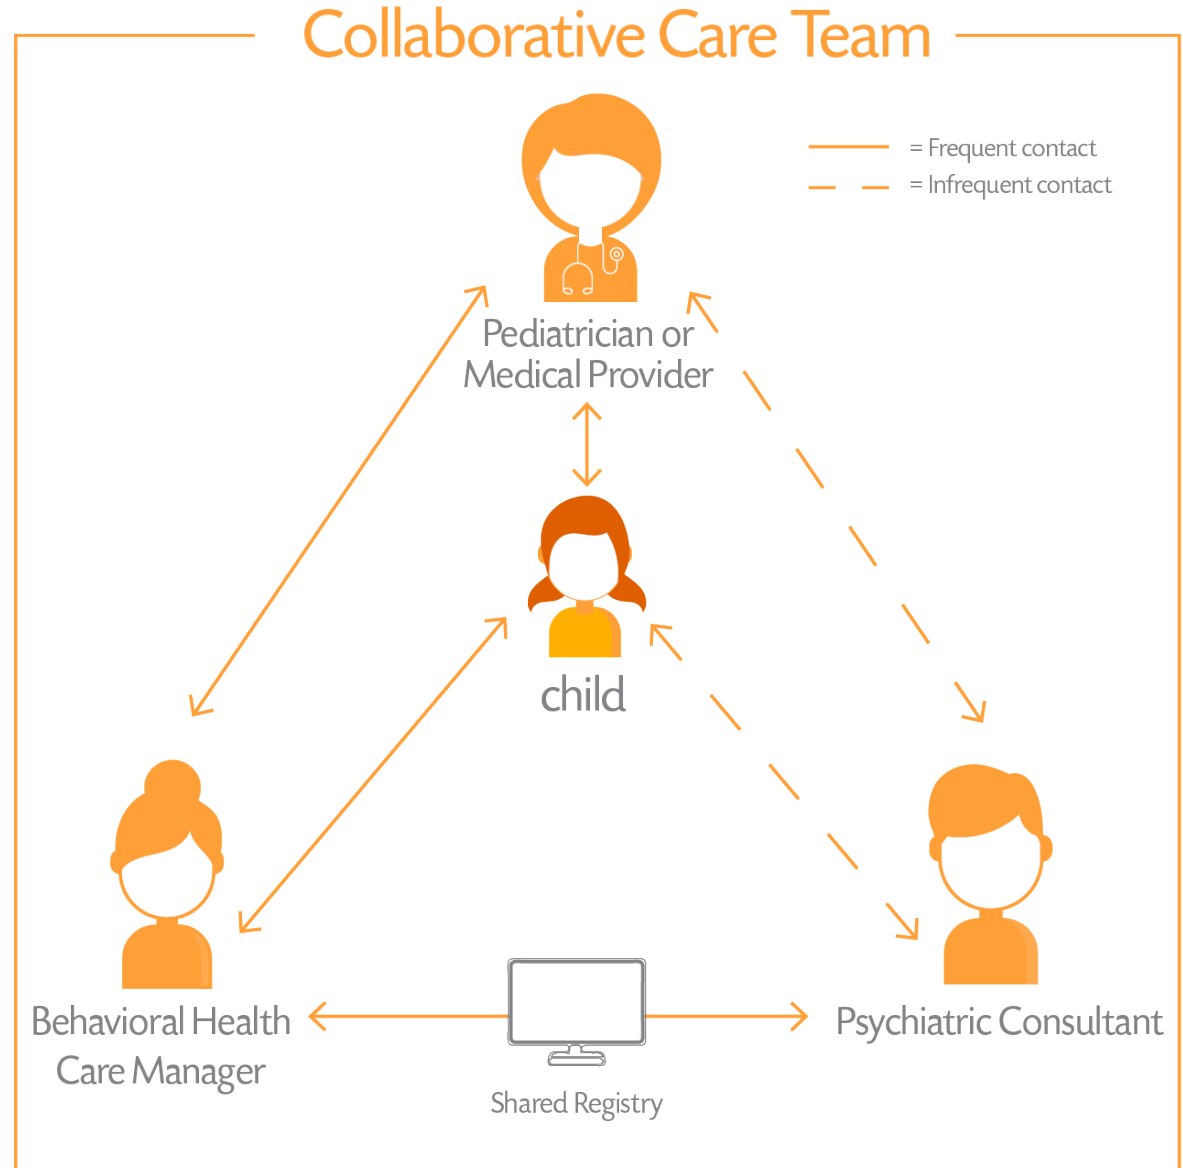 Collaborative Care Team
= Frequent contact
= Infrequent contact
Pediatrician or
Medical Provider
child
Behavioral Health
Care Manager
Psychiatric Consultant
Shared Registry